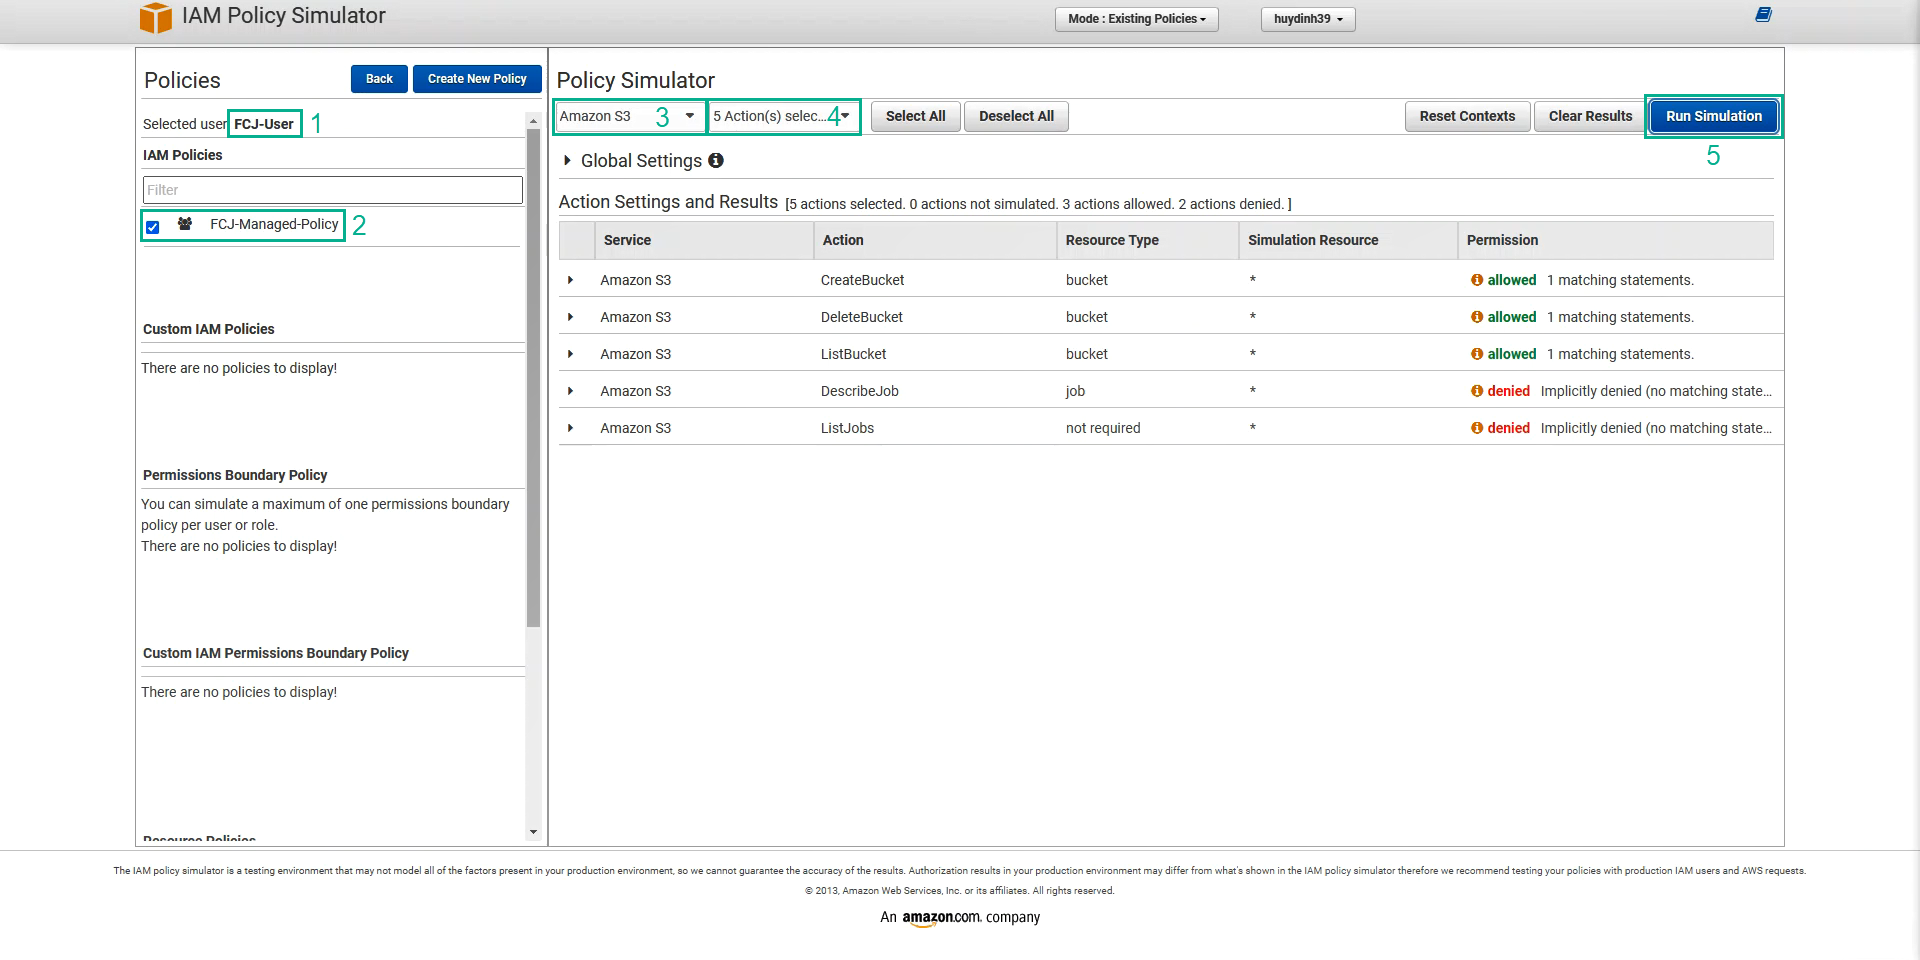 IAM Policy Simulator
Mode : Existing Policies
huydinh39
Policies
Back
Create New Policy
Selected user FCJ-User 1
IAM Policies
Filter
FCJ-Managed-Policy 2
Custom IAM Policies
There are no policies to display!
Permissions Boundary Policy
You can simulate a maximum of one permissions boundary
policy per user or role.
There are no policies to display!
Custom IAM Permissions Boundary Policy
There are no policies to display!
Resource Policies
Policy Simulator
Amazon S3 3
5 Action(s) selec... 4
Select All
Deselect All
Reset Contexts
Clear Results
Run Simulation
5
Global Settings
Action Settings and Results [5 actions selected. 0 actions not simulated. 3 actions allowed. 2 actions denied. ]
Service Action Resource Type Simulation Resource Permission
Amazon S3 CreateBucket bucket * allowed 1 matching statements.
Amazon S3 DeleteBucket bucket * allowed 1 matching statements.
Amazon S3 ListBucket bucket * allowed 1 matching statements.
Amazon S3 DescribeJob job * denied Implicitly denied (no matching state...
Amazon S3 ListJobs not required * denied Implicitly denied (no matching state...
The IAM policy simulator is a testing environment that may not model all of the factors present in your production environment, so we cannot guarantee the accuracy of the results. Authorization results in your production environment may differ from what's shown in the IAM policy simulator therefore we recommend testing your policies with production IAM users and AWS requests.
© 2013, Amazon Web Services, Inc. or its affiliates. All rights reserved.
An amazon.com. company